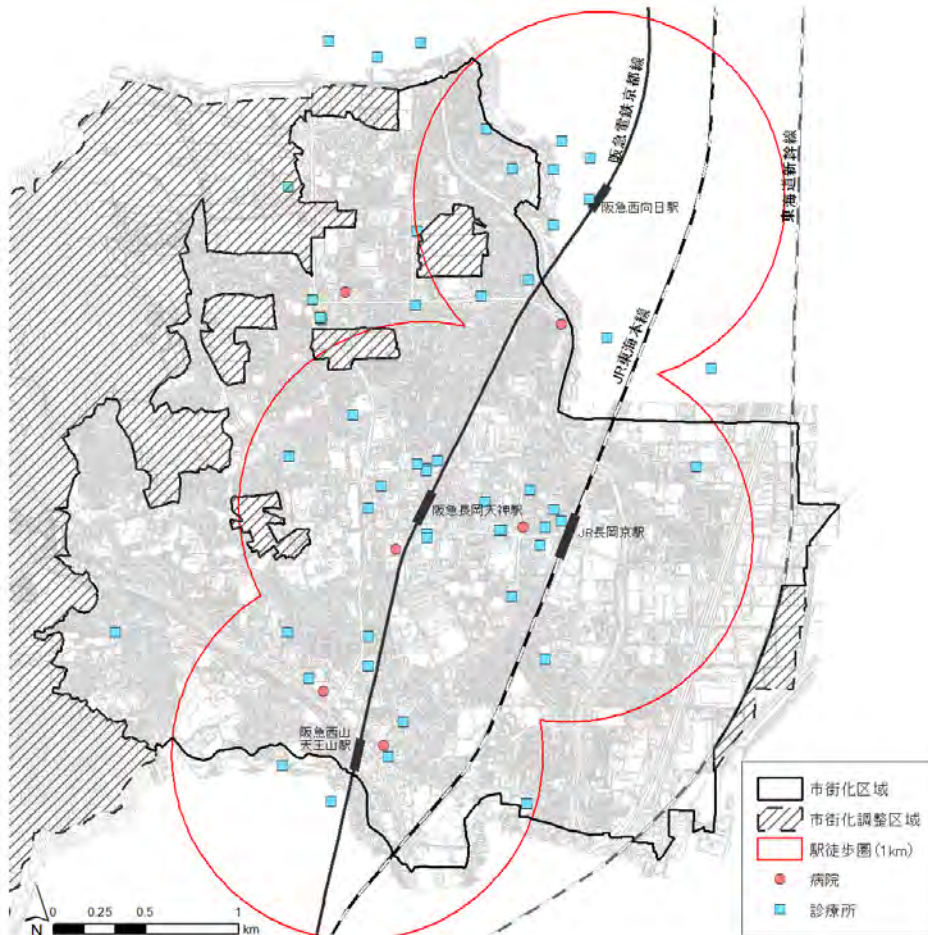 阪急電鉄京都線
東海道新幹線
阪急西向日駅
JR東海本線
阪急長岡天神駅
JR長岡京駅
阪急西山
天王山駅
市街化区域
市街化調整区域
駅徒歩圏(1km)
病院
診療所
0 0.25 0.5 1
km
N